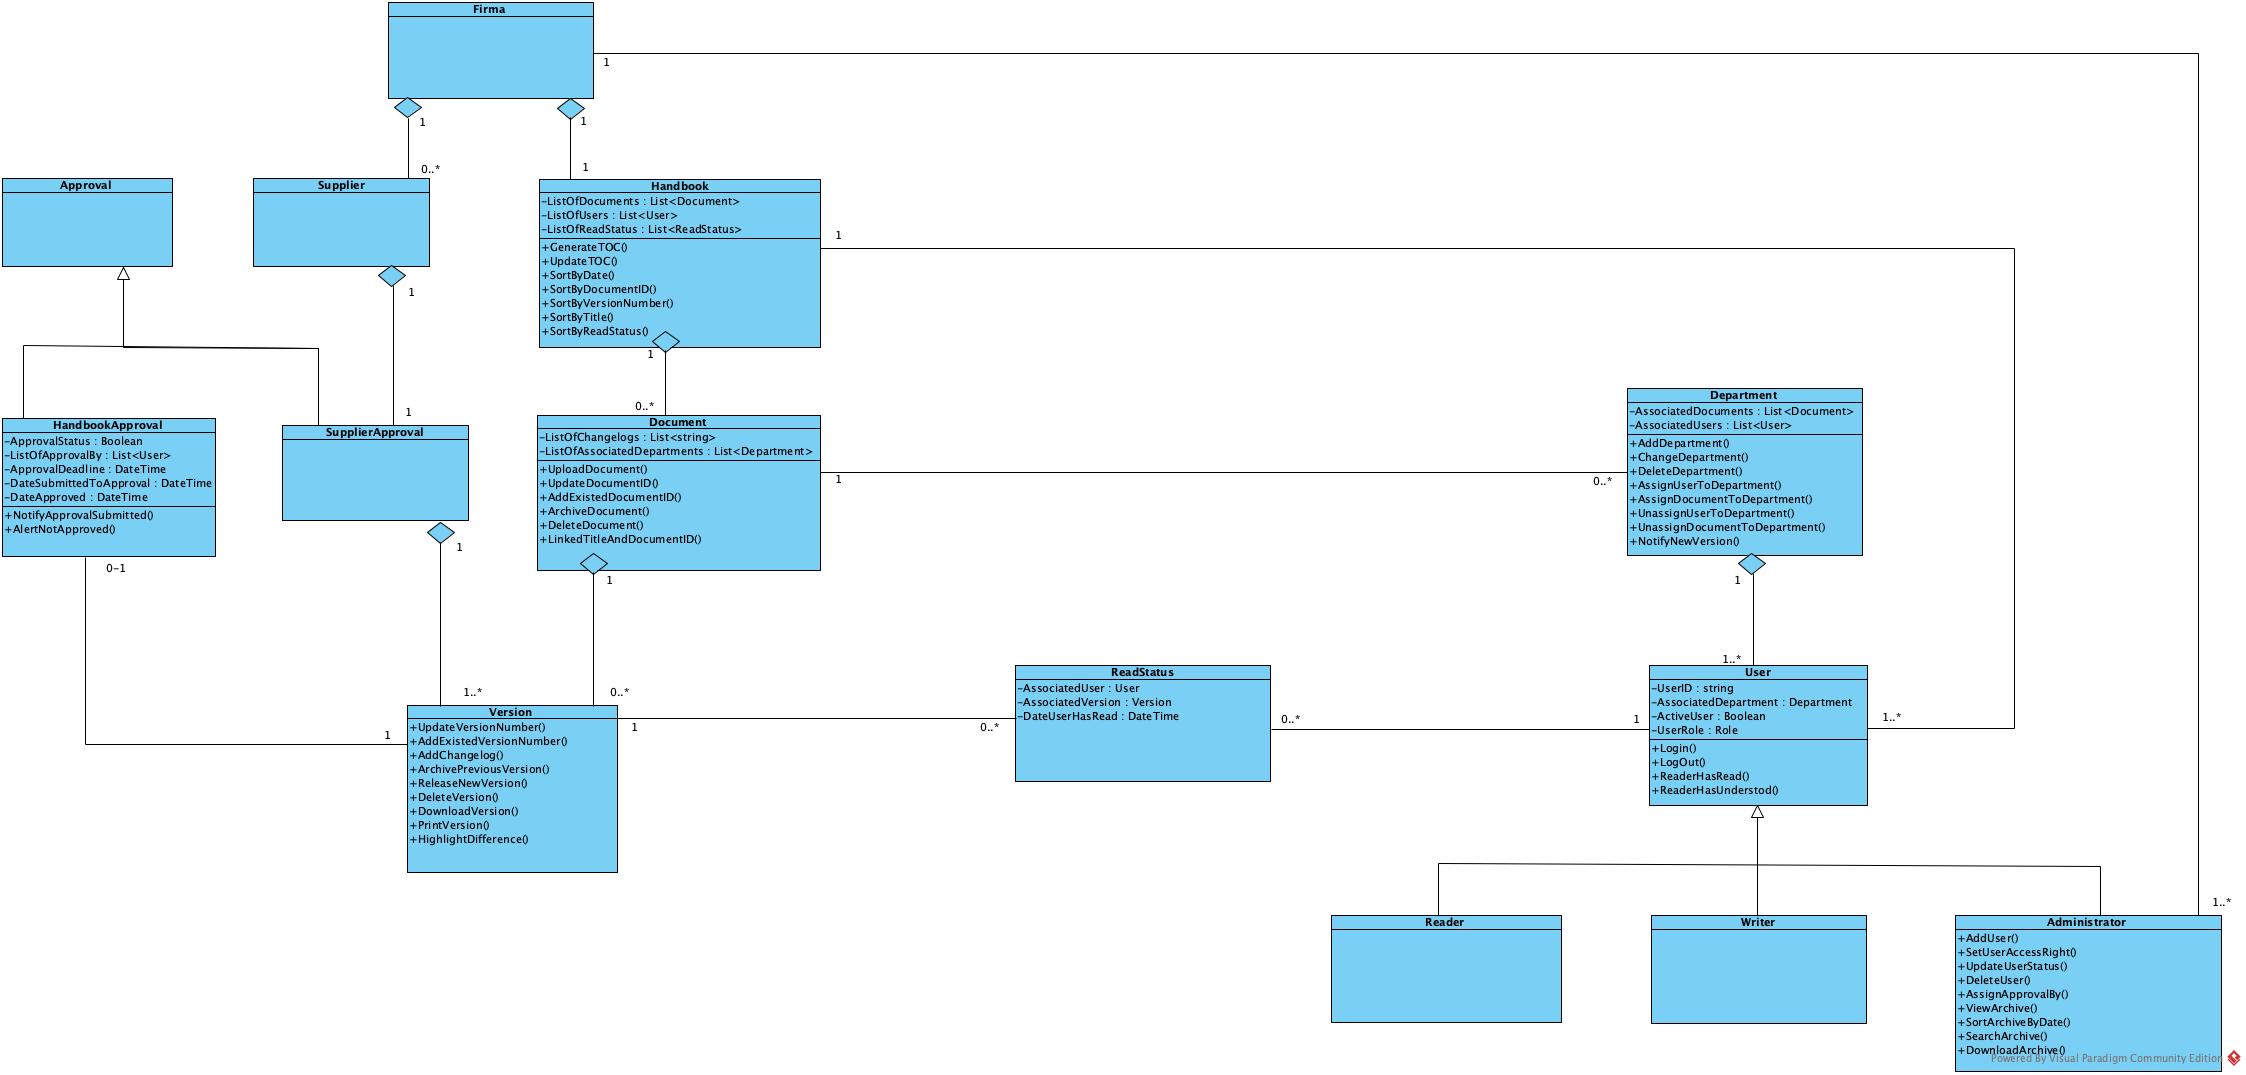 Firma
1
1
1
0..*
1
Approval
Supplier
1
Handbook
-ListOfDocuments : List<Document>
-ListOfUsers : List<User>
-ListOfReadStatus : List<ReadStatus>
+GenerateTOC()
+UpdateTOC()
+SortByDate()
+SortByDocumentID()
+SortByVersionNumber()
+SortByTitle()
+SortByReadStatus()
1
1
0..*
1
HandbookApproval
-ApprovalStatus : Boolean
-ListOfApprovalBy : List<User>
-ApprovalDeadline : DateTime
-DateSubmittedToApproval : DateTime
-DateApproved : DateTime
+NotifyApprovalSubmitted()
+AlertNotApproved()
0-1
SupplierApproval
1
Document
-ListOfChangelogs : List<string>
-ListOfAssociatedDepartments : List<Department>
+UploadDocument()
+UpdateDocumentID()
+AddExistedDocumentID()
+ArchiveDocument()
+DeleteDocument()
+LinkedTitleAndDocumentID()
1
1
0..*
Department
-AssociatedDocuments : List<Document>
-AssociatedUsers : List<User>
+AddDepartment()
+ChangeDepartment()
+DeleteDepartment()
+AssignUserToDepartment()
+AssignDocumentToDepartment()
+UnassignUserToDepartment()
+UnassignDocumentToDepartment()
+NotifyNewVersion()
1
1..*
1..*
0..*
1
Version
+UpdateVersionNumber()
+AddExistedVersionNumber()
+AddChangelog()
+ArchivePreviousVersion()
+ReleaseNewVersion()
+DeleteVersion()
+DownloadVersion()
+PrintVersion()
+HighlightDifference()
1
0..*
ReadStatus
-AssociatedUser : User
-AssociatedVersion : Version
-DateUserHasRead : DateTime
0..*
1
User
-UserID : string
-AssociatedDepartment : Department
-ActiveUser : Boolean
-UserRole : Role
+Login()
+LogOut()
+ReaderHasRead()
+ReaderHasUnderstod()
1..*
1..*
Reader
Writer
Administrator
+AddUser()
+SetUserAccessRight()
+UpdateUserStatus()
+DeleteUser()
+AssignApprovalBy()
+ViewArchive()
+SortArchiveByDate()
+SearchArchive()
+DownloadArchive()
Powered By Visual Paradigm Community Edition